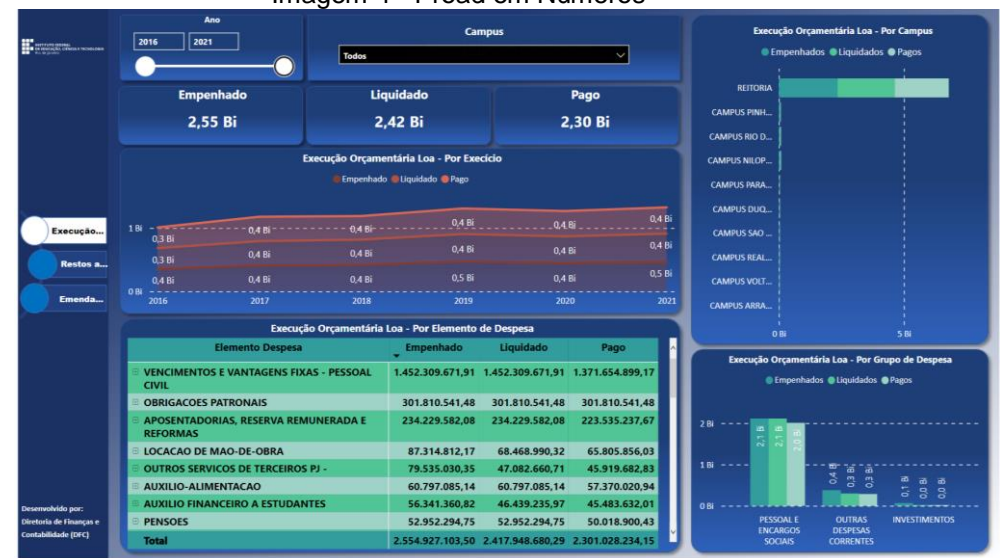 Imagem 4 - Proad em Números
INSTITUTO FEDERAL
DE EDUCAÇÃO, CIÊNCIA E TECNOLOGIA
Ano
2016 2021
Campus
Todos
Empenhado
2,55 Bi
Liquidado
2,42 Bi
Pago
2,30 Bi
Execução Orçamentária Loa - Por Execício
Empenhado Liquidado Pago
1 Bi
0,3 Bi 0,4 Bi 0,4 Bi 0,4 Bi 0,4 Bi 0,4 Bi
0,3 Bi 0,4 Bi 0,4 Bi 0,4 Bi 0,4 Bi 0,4 Bi
0,4 Bi 0,4 Bi 0,4 Bi 0,5 Bi 0,4 Bi 0,5 Bi
0 Bi
2016 2017 2018 2019 2020 2021
Execução...
Restos a...
Emenda...
Execução Orçamentária Loa - Por Elemento de Despesa
Elemento Despesa Empenhado Liquidado Pago
VENCIMENTOS E VANTAGENS FIXAS - PESSOAL 1.452.309.671,91 1.452.309.671,91 1.371.654.899,17
CIVIL
OBRIGACOES PATRONAIS 301.810.541,48 301.810.541,48 301.810.541,48
APOSENTADORIAS, RESERVA REMUNERADA E 234.229.582,08 234.229.582,08 223.535.237,67
REFORMAS
LOCACAO DE MAO-DE-OBRA 87.314.812,17 68.468.990,32 65.805.856,03
OUTROS SERVICOS DE TERCEIROS PJ - 79.535.030,35 47.082.660,71 45.919.682,83
AUXILIO-ALIMENTACAO 60.797.085,14 60.797.085,14 57.370.020,94
AUXILIO FINANCEIRO A ESTUDANTES 56.341.360,82 46.439.235,97 45.483.632,01
PENSOES 52.952.294,75 52.952.294,75 50.018.900,43
Total 2.554.927.103,50 2.417.948.680,29 2.301.028.234,15
Desenvolvido por:
Diretoria de Finanças e
Contabilidade (DFC)
Execução Orçamentária Loa - Por Campus
Empenhados Liquidados Pagos
REITORIA
CAMPUS PINH...
CAMPUS RIO D...
CAMPUS NILOP...
CAMPUS PARA...
CAMPUS DUQ...
CAMPUS SAO ...
CAMPUS REAL...
CAMPUS VOLT...
CAMPUS ARRA...
0 Bi 5 Bi
Execução Orçamentária Loa - Por Grupo de Despesa
Empenhados Liquidados Pagos
2 Bi
1 Bi
0 Bi
2,1 Bi 2,1 Bi 2,0 Bi 0,4 Bi 0,3 Bi 0,3 Bi 0,1 Bi 0,0 Bi 0,0 Bi
PESSOAL E OUTRAS INVESTIMENTOS
ENCARGOS DESPESAS
SOCIAIS CORRENTES